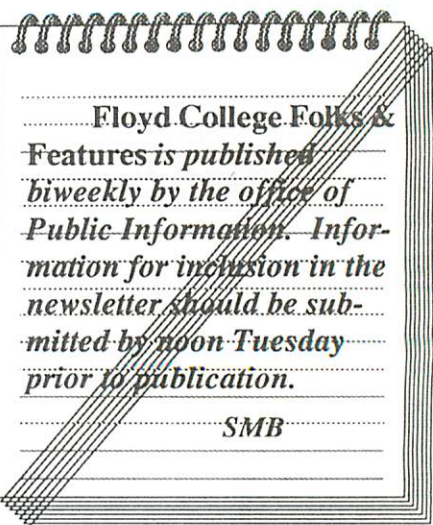 Floyd College Folks &
Features is published
biweekly by the office of
Public Information. Infor-
mation for inclusion in the
newsletter should be sub-
mitted by noon Tuesday
prior to publication.
SMB